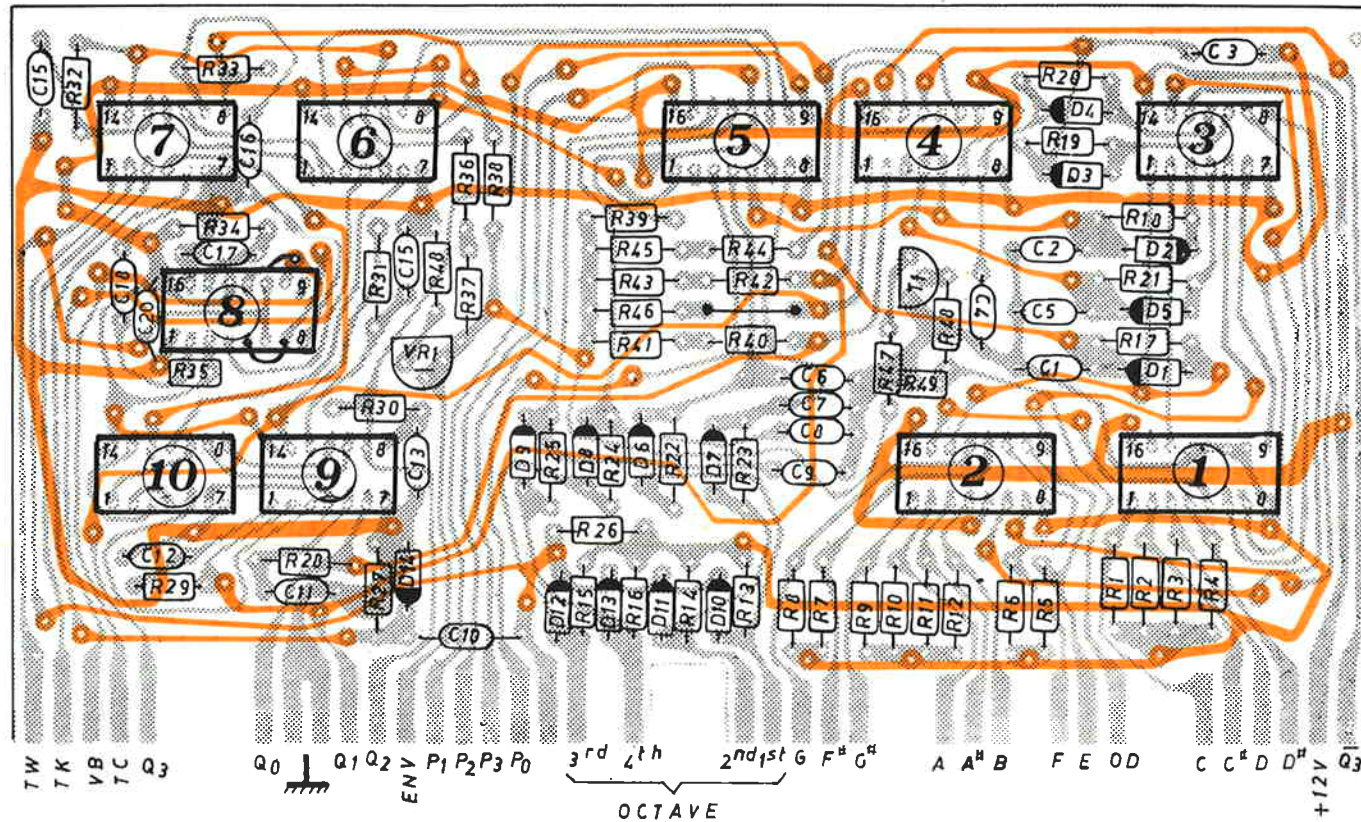 C15 R32 R33 C3
R20 D4 R19 D3
14 8 7 1 7
C16
14 8 6 1 7
R36 R38
16 9 5 1 8
16 9 4 1 8
14 8 3 1 7
R34 C17 R39 R18
R31 C15 R48 R45 R44 C2 D2
C18 R37 R43 R42 T1 R21
C20 16 9 8 1 8 R46 R48 C4 C5 D5
VR1 R41 R40 R17
R35 C6 R47 R49 C1 D1
R30 C7
C8
D9 R25 D8 R24 D6 R22 D7 R23 C9
14 8 10 1 7
14 8 9 1 7
C13
16 9 2 1 8
16 9 1 1 8
R26
C12 R20
R29 C11 R27 D14
D12 R15 D13 R16 D11 R14 D10 R13
R8 R7 R9 R10 R11 R12 R6 R5 R1 R2 R3 R4
C10
TW TK VB TC Q3 Q0 Q1 Q2 ENV P1 P2 P3 P0 3rd 4th 2nd 1st G F# G# A A# B F E OD C C# D D# +12V Q3
OCTAVE